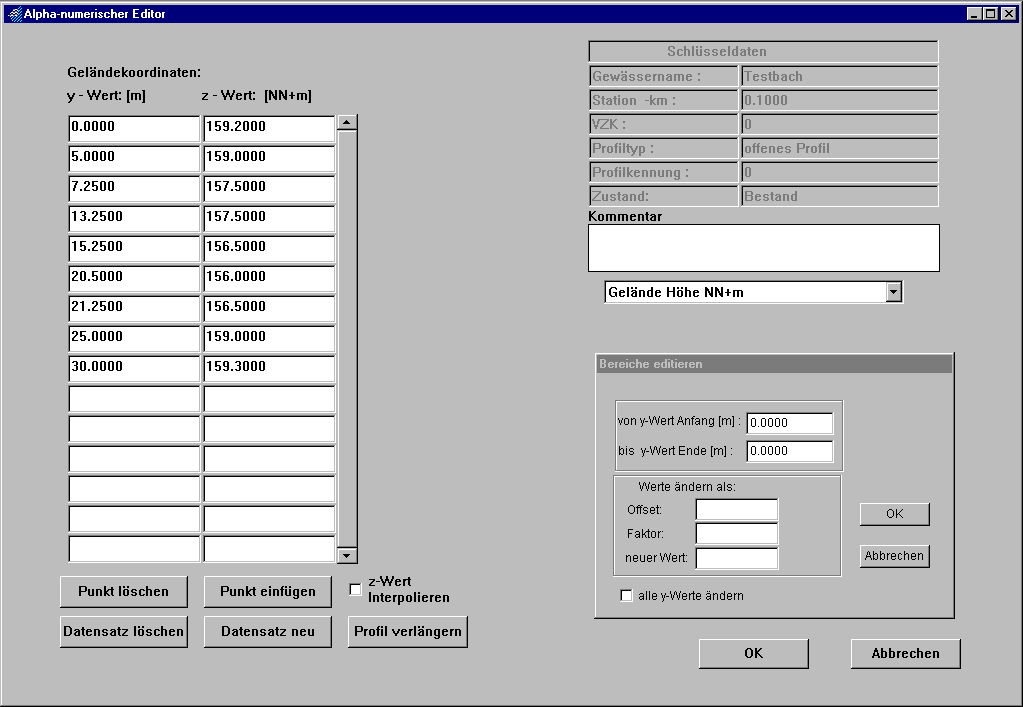 Alpha-numerischer Editor
Geländekoordinaten:
y - Wert: [m] z - Wert: [NN+m]
0.0000 159.2000
5.0000 159.0000
7.2500 157.5000
13.2500 157.5000
15.2500 156.5000
20.5000 156.0000
21.2500 156.5000
25.0000 159.0000
30.0000 159.3000
Punkt löschen Punkt einfügen
z-Wert
Interpolieren
Datensatz löschen Datensatz neu Profil verlängern
Schlüsseldaten
Gewässername : Testbach
Station -km : 0.1000
VZK : 0
Profiltyp : offenes Profil
Profilkennung : 0
Zustand: Bestand
Kommentar
Gelände Höhe NN+m
Bereiche editieren
von y-Wert Anfang [m] : 0.0000
bis y-Wert Ende [m] : 0.0000
Werte ändern als:
Offset:
Faktor:
neuer Wert:
OK
Abbrechen
alle y-Werte ändern
OK Abbrechen